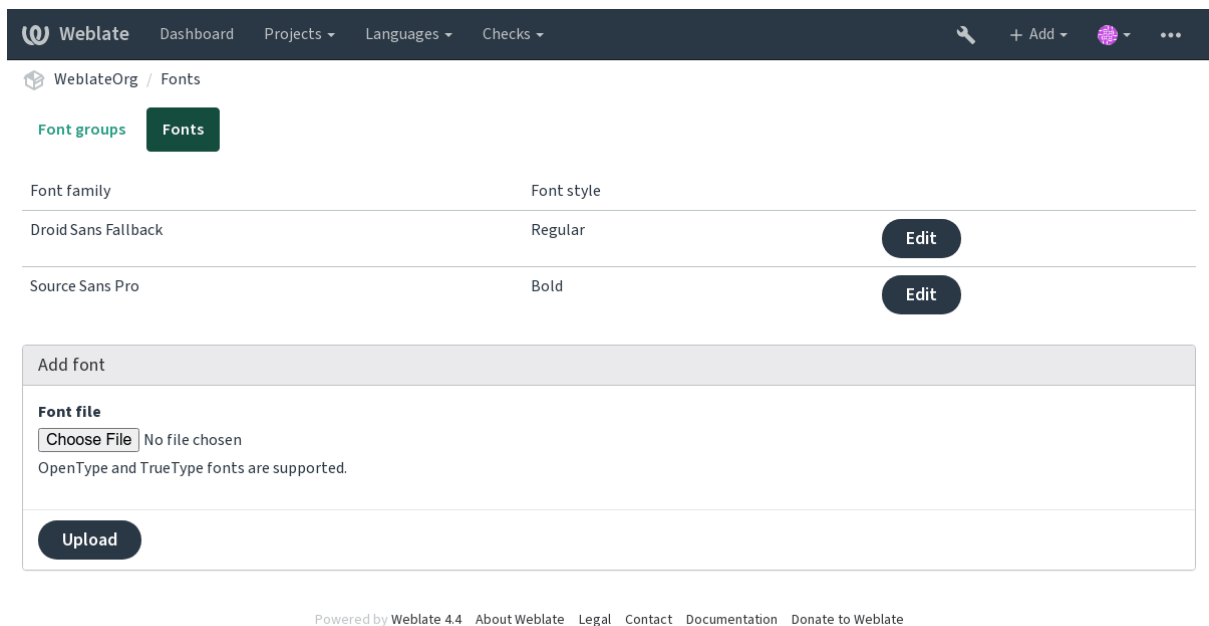 Weblate Dashboard Projects Languages Checks + Add
WeblateOrg / Fonts
Font groups Fonts
Font family Font style
Droid Sans Fallback Regular Edit
Source Sans Pro Bold Edit
Add font
Font file
Choose File No file chosen
OpenType and TrueType fonts are supported.
Upload
Powered by Weblate 4.4 About Weblate Legal Contact Documentation Donate to Weblate